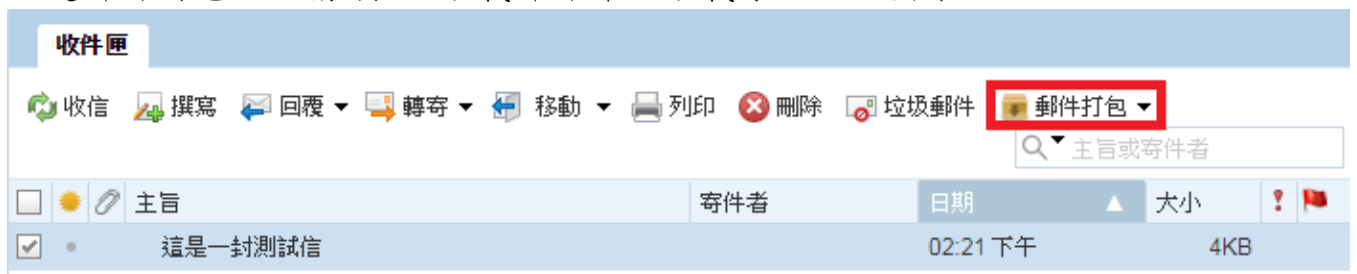 收件匣
收信 撰寫 回覆 轉寄 移動 列印 刪除 垃圾郵件 郵件打包
主旨或寄件者
主旨 寄件者 日期 大小
這是一封測試信 02:21 下午 4KB